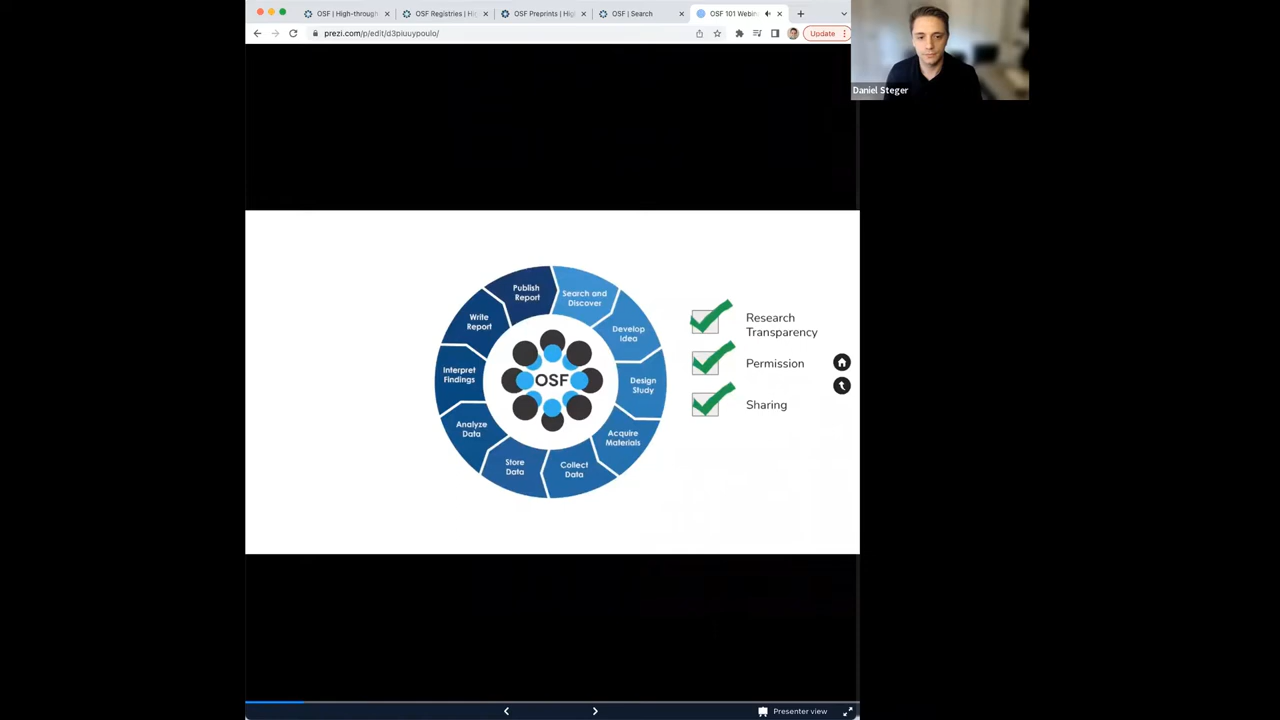 OSF | High-through
OSF Registries | Hi
OSF Preprints | Hi
OSF | Search
OSF 101 Webin
prezi.com/p/edit/d3piuuypoulo/
Update
Daniel Steger
Publish
Report
Search and
Discover
Develop
Idea
Design
Study
Acquire
Materials
Collect
Data
Store
Data
Analyze
Data
Interpret
Findings
Write
Report
OSF
Research
Transparency
Permission
Sharing
Presenter view